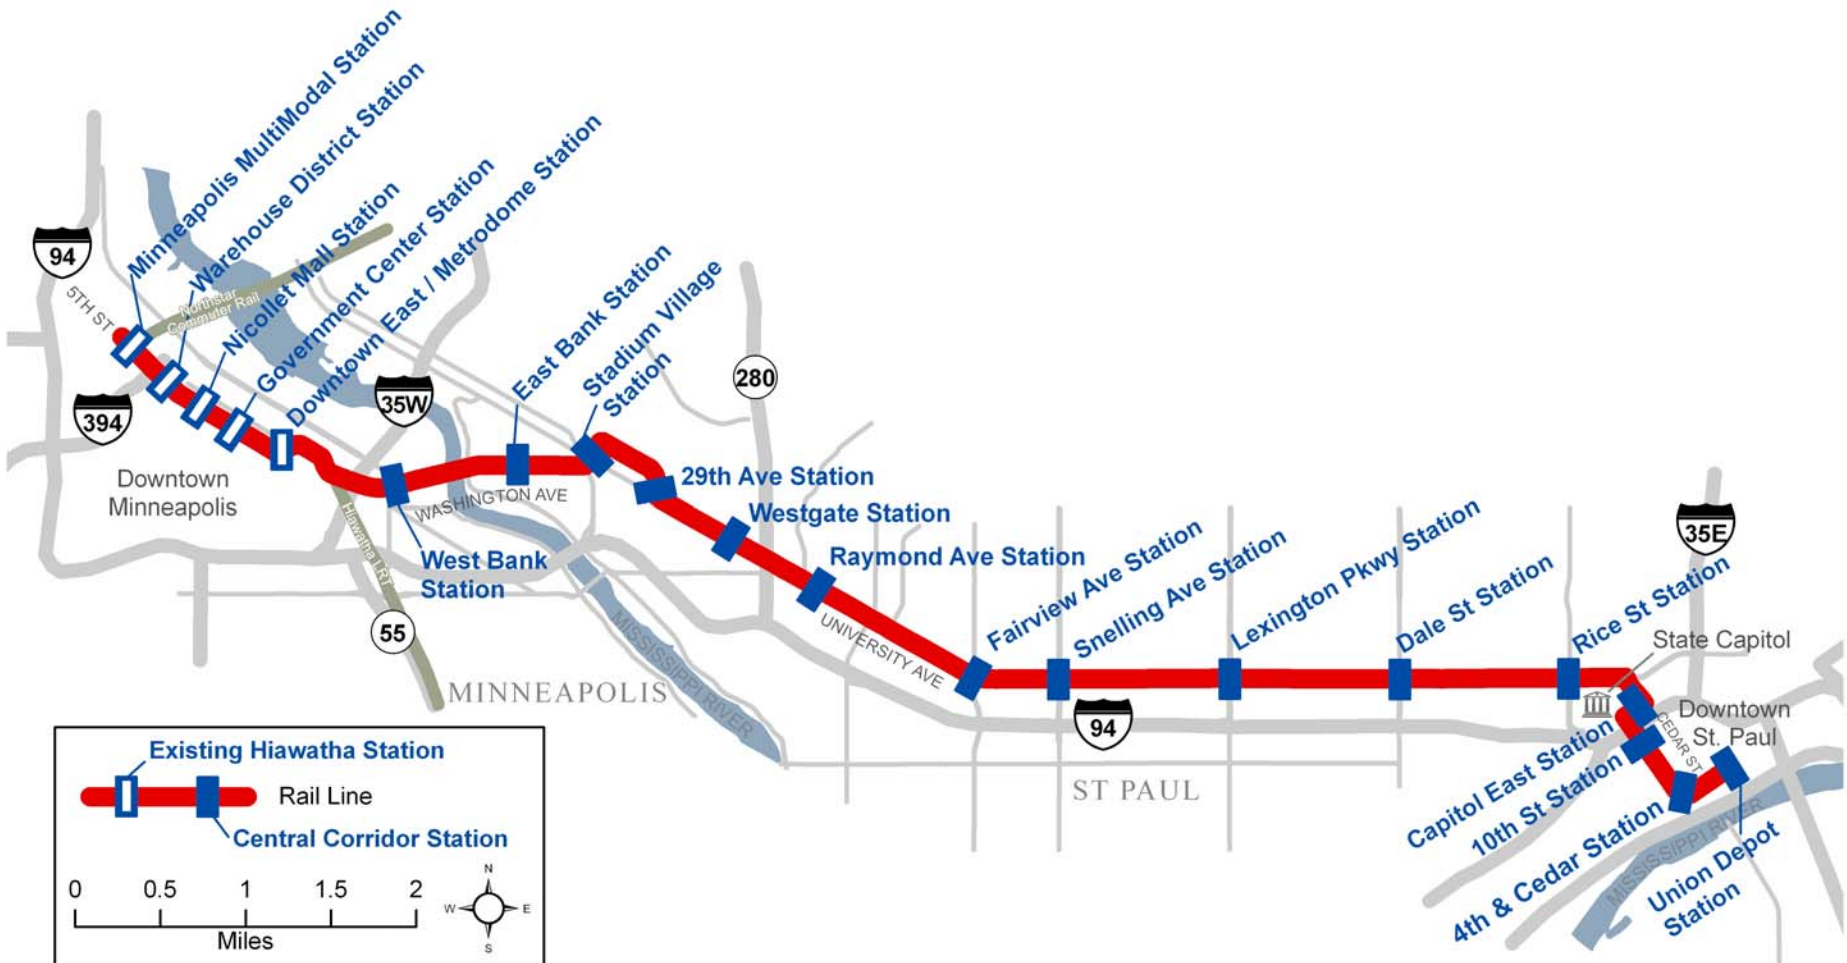 Minneapolis MultiModal Station
Warehouse District Station
Nicollet Mall Station
Government Center Station
Downtown East / Metrodome Station
East Bank Station
Stadium Village
Station
94
5TH ST
Northstar
Commuter Rail
394
35W
280
Downtown
Minneapolis
WASHINGTON AVE
West Bank
Station
Hiawatha LRT
55
29th Ave Station
Westgate Station
Raymond Ave Station
UNIVERSITY AVE
Fairview Ave Station
Snelling Ave Station
Lexington Pkwy Station
Dale St Station
Rice St Station
35E
State Capitol
MINNEAPOLIS
MISSISSIPPI RIVER
94
ST PAUL
CEDAR ST
Downtown
St. Paul
Capitol East Station
10th St Station
4th & Cedar Station
MISSISSIPPI RIVER
Union Depot
Station
Existing Hiawatha Station
Rail Line
Central Corridor Station
0 0.5 1 1.5 2
Miles
N
W E
S